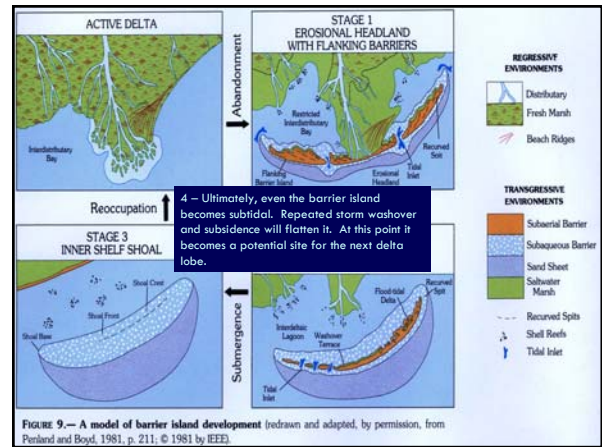 ACTIVE DELTA
Interdistributary
Bay
Abandonment
STAGE 1
EROSIONAL HEADLAND
WITH FLANKING BARRIERS
Restricted
Interdistributary
Bay
Recurved
Spit
Tidal
Inlet
Flanking
Barrier Island
Erosional
Headland
REGRESSIVE
ENVIRONMENTS
Distributary
Fresh Marsh
Beach Ridges
Reoccupation
4 – Ultimately, even the barrier island
becomes subtidal. Repeated storm washover
and subsidence will flatten it. At this point it
becomes a potential site for the next delta
lobe.
STAGE 3
INNER SHELF SHOAL
Shoal Crest
Shoal Front
Shoal Base
Submergence
Recurved
Spit
Flood-tidal
Delta
Interdeltaic
Lagoon
Washover
Terrace
Tidal
Inlet
TRANSGRESSIVE
ENVIRONMENTS
Subaerial Barrier
Subaqueous Barrier
Sand Sheet
Saltwater
Marsh
Recurved Spits
Shell Reefs
Tidal Inlet
FIGURE 9.— A model of barrier island development (redrawn and adapted, by permission, from
Penland and Boyd, 1981, p. 211; © 1981 by IEEE).